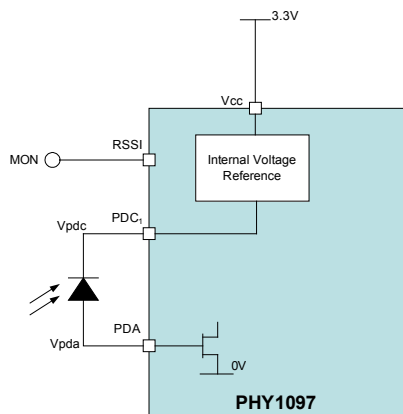 3.3V
Vcc
RSSI
MON
Internal Voltage
Reference
PDC1
Vpdc
PDA
Vpda
0V
PHY1097